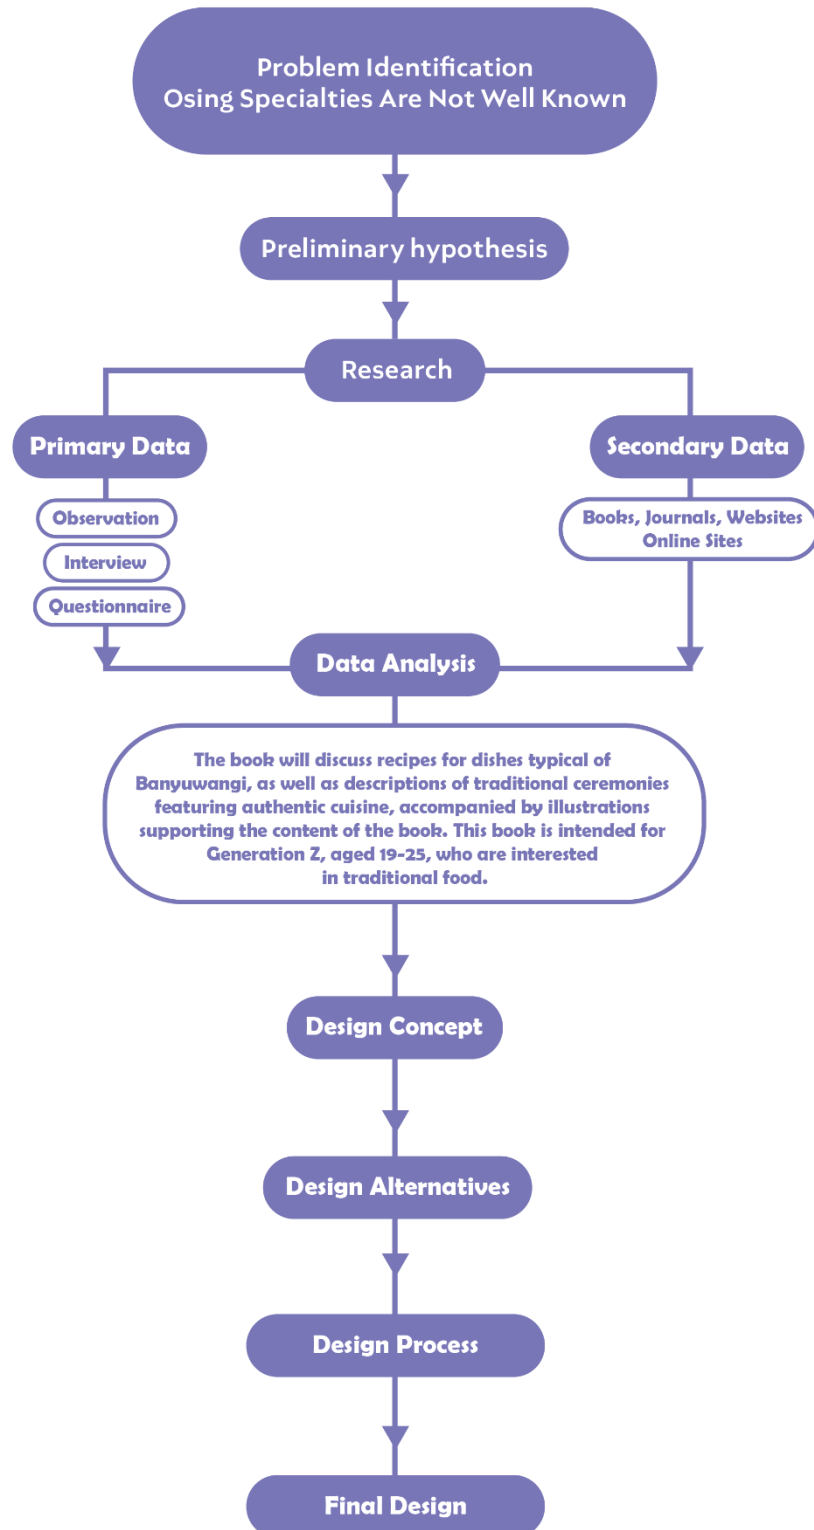 Problem Identification
Osing Specialties Are Not Well Known
Preliminary hypothesis
Research
Primary Data
Observation
Interview
Questionnaire
Secondary Data
Books, Journals, Websites
Online Sites
Data Analysis
The book will discuss recipes for dishes typical of
Banyuwangi, as well as descriptions of traditional ceremonies
featuring authentic cuisine, accompanied by illustrations
supporting the content of the book. This book is intended for
Generation Z, aged 19-25, who are interested
in traditional food.
Design Concept
Design Alternatives
Design Process
Final Design